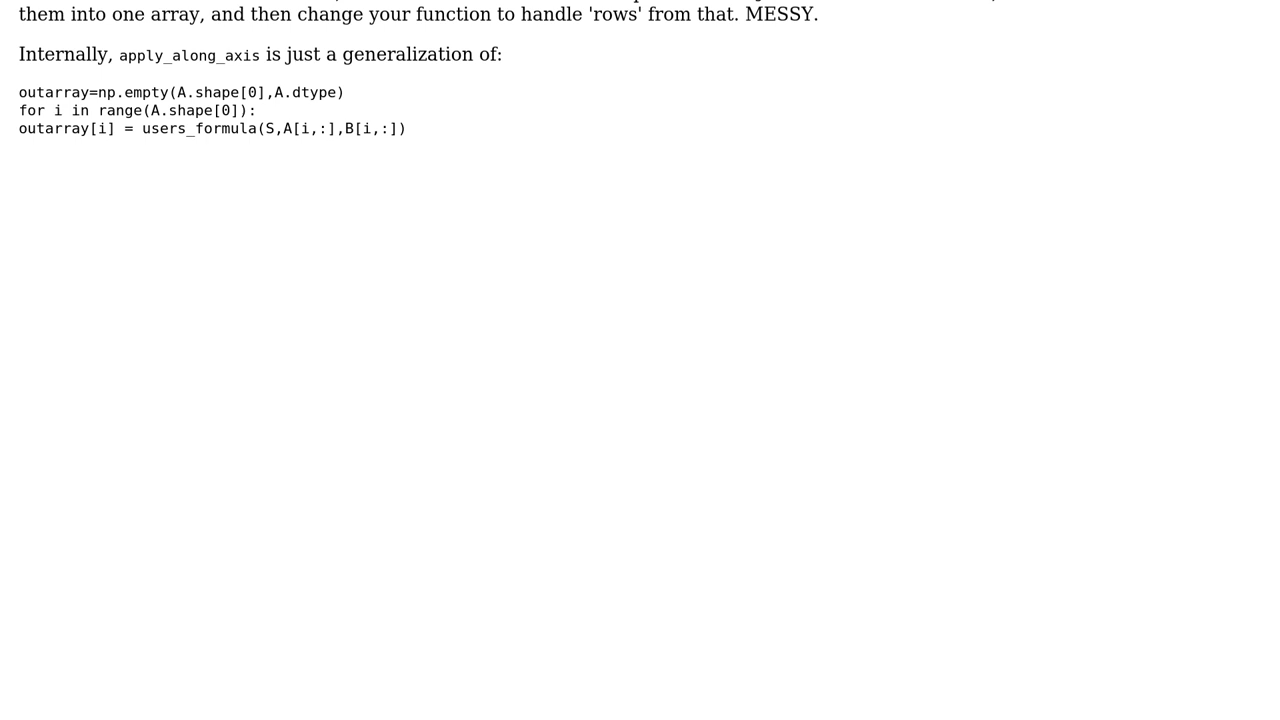 them into one array, and then change your function to handle 'rows' from that. MESSY.
Internally, apply_along_axis is just a generalization of:
outarray=np.empty(A.shape[0],A.dtype)
for i in range(A.shape[0]):
outarray[i] = users_formula(S,A[i,:],B[i,:])